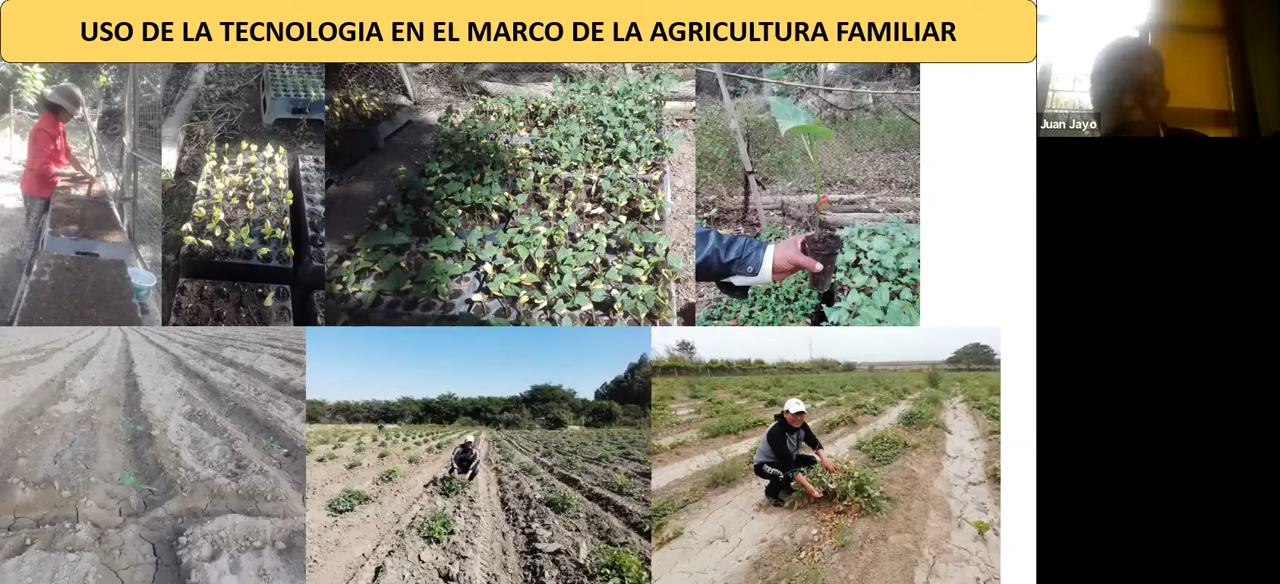 USO DE LA TECNOLOGIA EN EL MARCO DE LA AGRICULTURA FAMILIAR
Juan Jayo